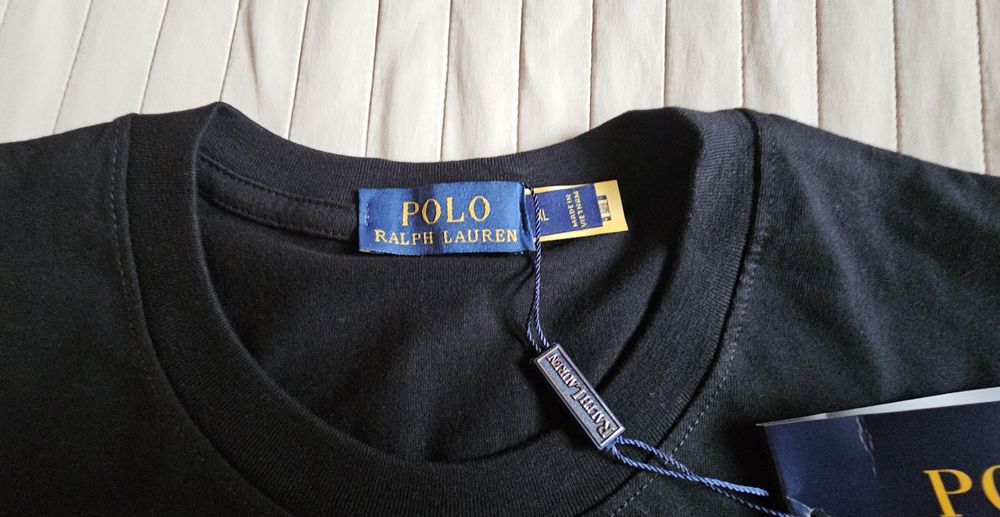 POLO
RALPH LAUREN
XL
MADE IN
VIETNAM
RALPH LAUREN
PO